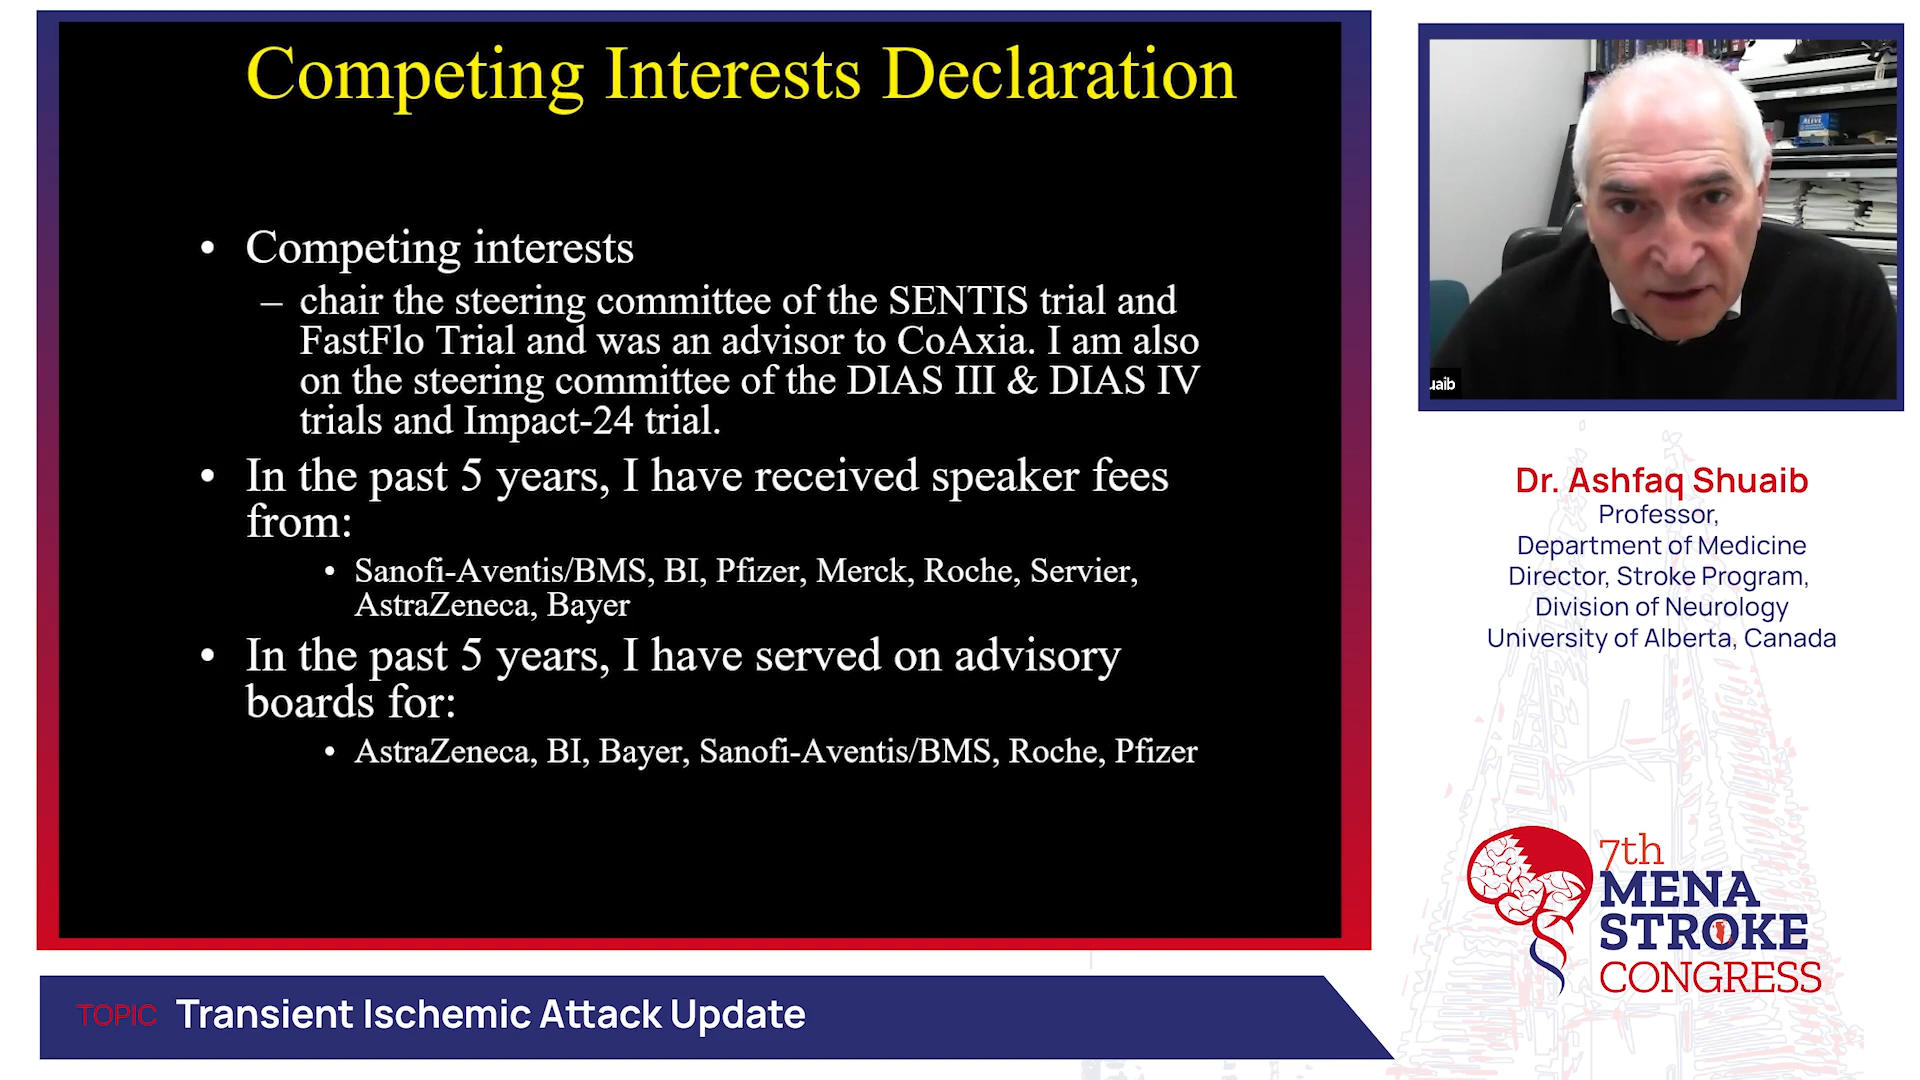 Competing Interests Declaration
• Competing interests
– chair the steering committee of the SENTIS trial and
FastFlo Trial and was an advisor to CoAxia. I am also
on the steering committee of the DIAS III & DIAS IV
trials and Impact-24 trial.
• In the past 5 years, I have received speaker fees
from:
• Sanofi-Aventis/BMS, BI, Pfizer, Merck, Roche, Servier,
AstraZeneca, Bayer
• In the past 5 years, I have served on advisory
boards for:
• AstraZeneca, BI, Bayer, Sanofi-Aventis/BMS, Roche, Pfizer
TOPIC Transient Ischemic Attack Update
uaib
Dr. Ashfaq Shuaib
Professor,
Department of Medicine
Director, Stroke Program,
Division of Neurology
University of Alberta, Canada
7th
MENA
STROKE
CONGRESS